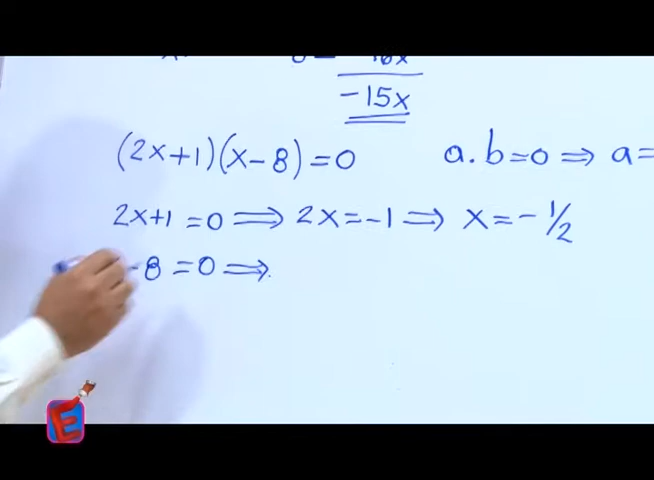 -15x
(2x+1)(x-8)=0 a.b=0 ⟹ a=
2x+1=0 ⟹ 2x=-1 ⟹ x=-1/2
-8=0 ⟹
E